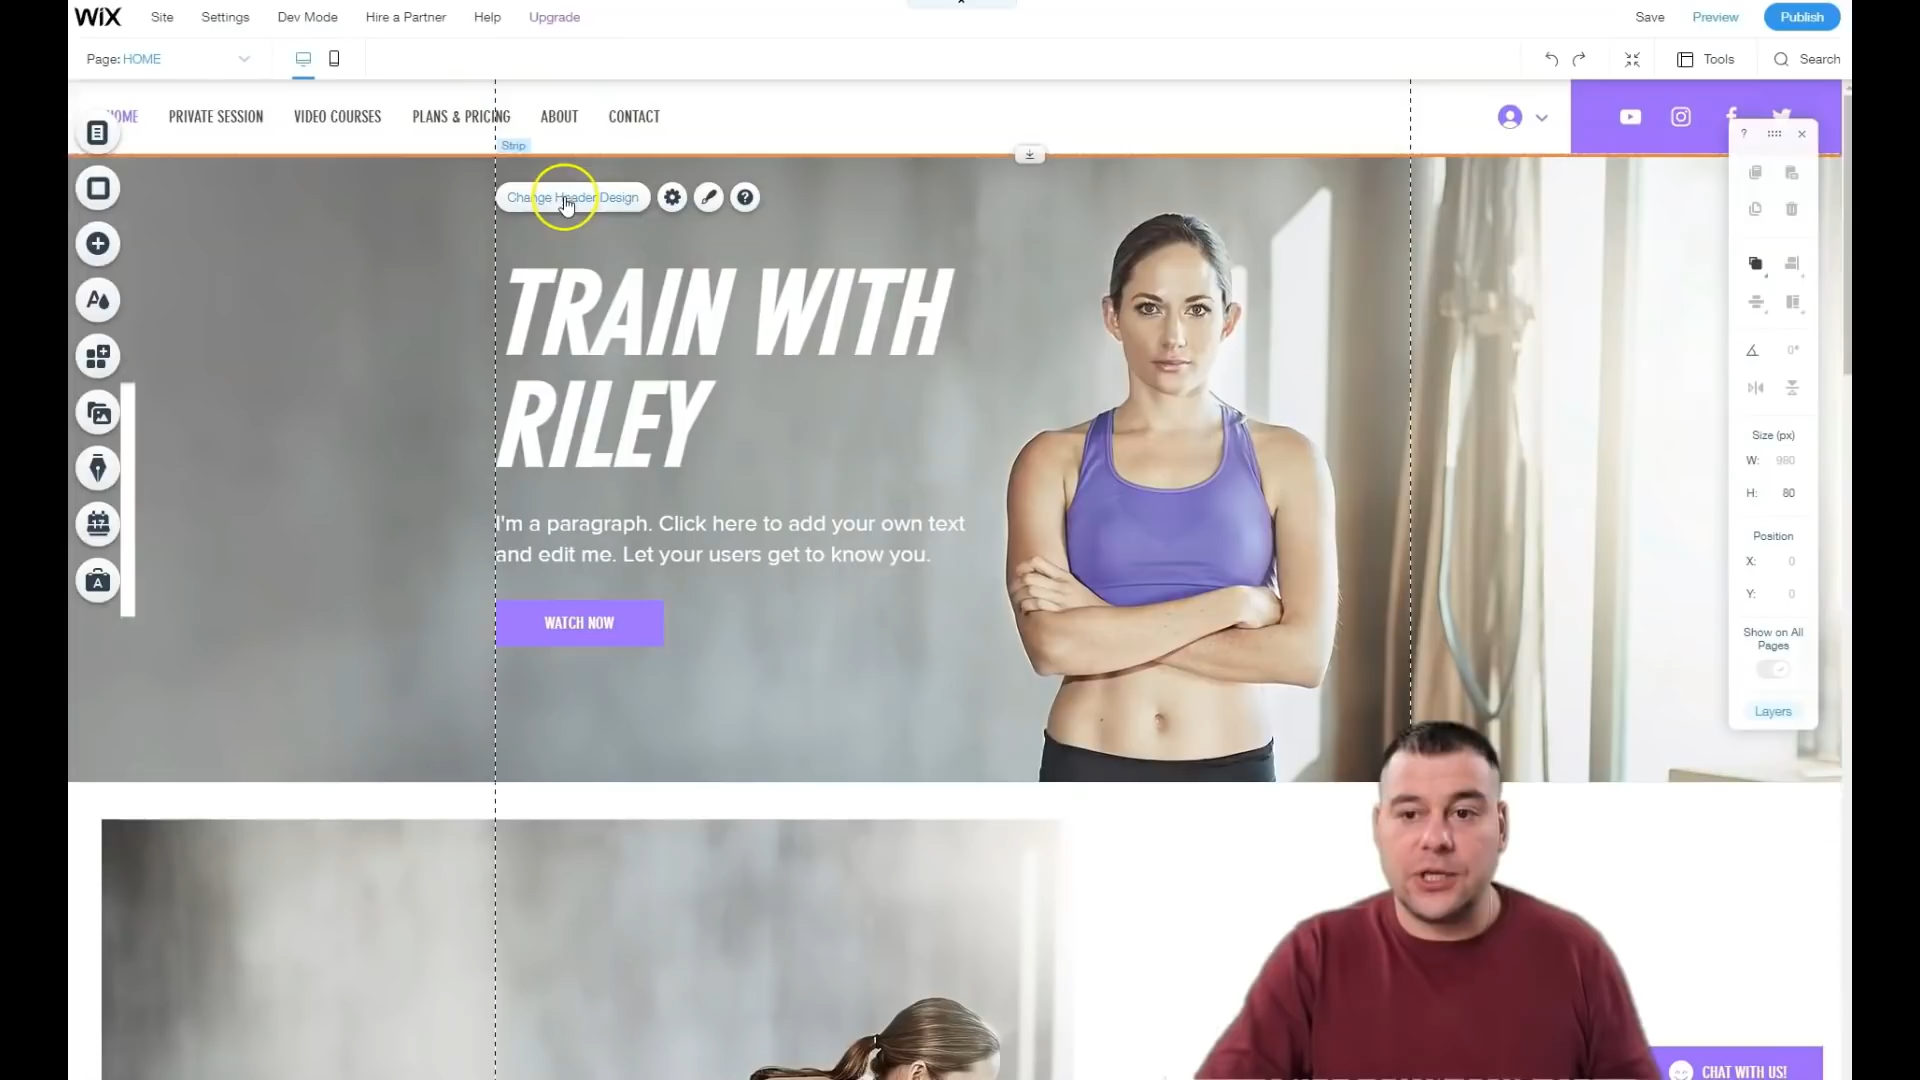 WiX Site Settings Dev Mode Hire a Partner Help Upgrade Save Preview Publish
Page: HOME Tools Search
HOME PRIVATE SESSION VIDEO COURSES PLANS & PRICING ABOUT CONTACT
Strip
?
Change Header Design
TRAIN WITH
RILEY
I'm a paragraph. Click here to add your own text
and edit me. Let your users get to know you.
WATCH NOW
0°
Size (px)
W: 980
H: 80
Position
X: 0
Y: 0
Show on All
Pages
Layers
CHAT WITH US!